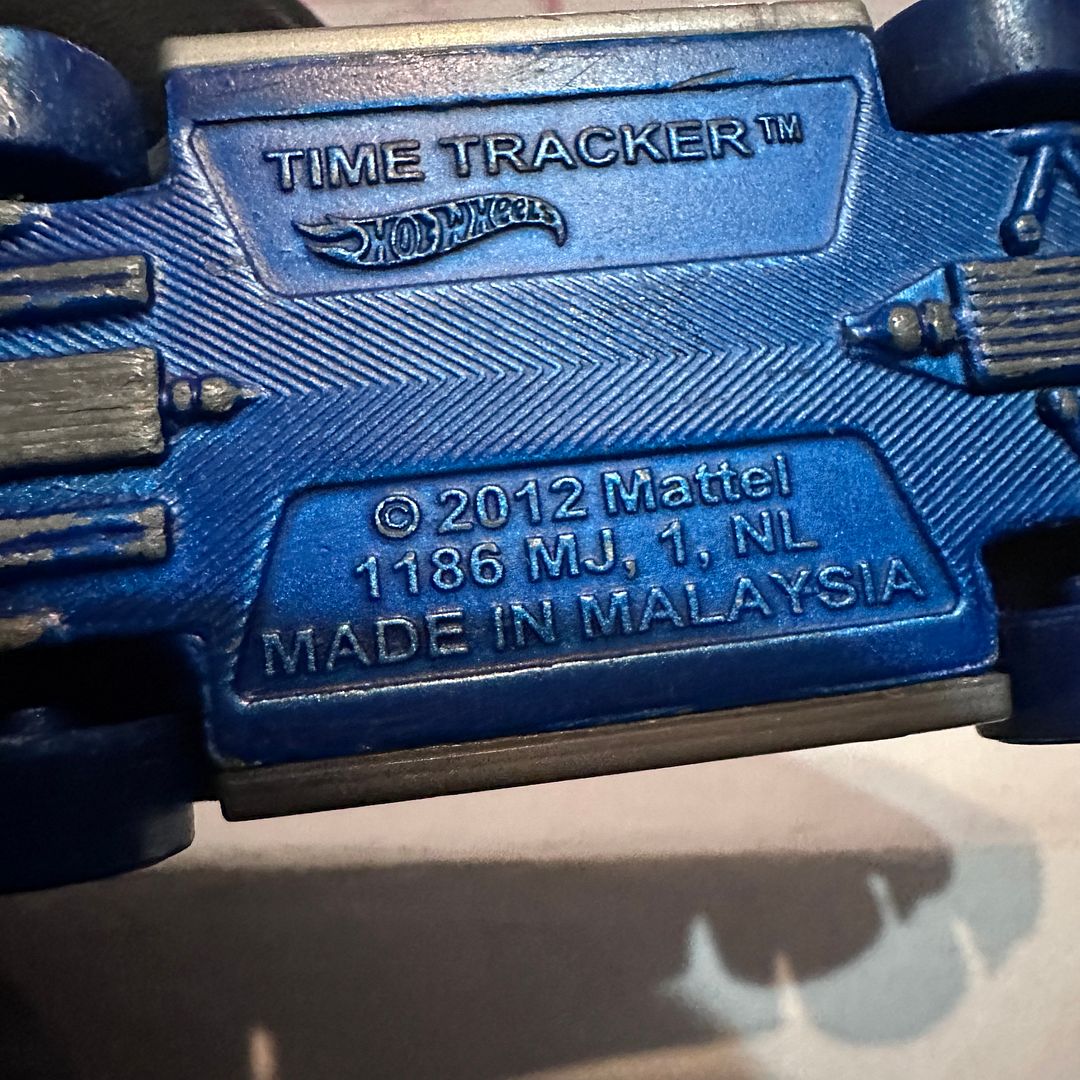 TIME TRACKER™
HOT WHEELS
© 2012 Mattel
1186 MJ, 1, NL
MADE IN MALAYSIA